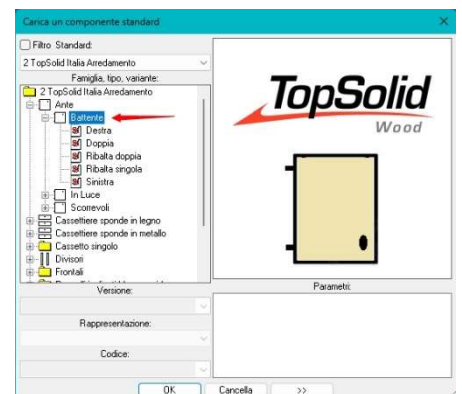 Carica un componente standard
Filtro Standard:
2 TopSolid Italia Arredamento
Famiglia, tipo, variante:
2 TopSolid Italia Arredamento
Ante
Battente
Destra
Doppia
Ribalta doppia
Ribalta singola
Sinistra
In Luce
Scorrevoli
Cassettiere sponde in legno
Cassettiere sponde in metallo
Cassetto singolo
Divisori
Frontali
Versione:
Rappresentazione:
Codice:
TopSolid
Wood
Parametri:
OK
Cancella
>>